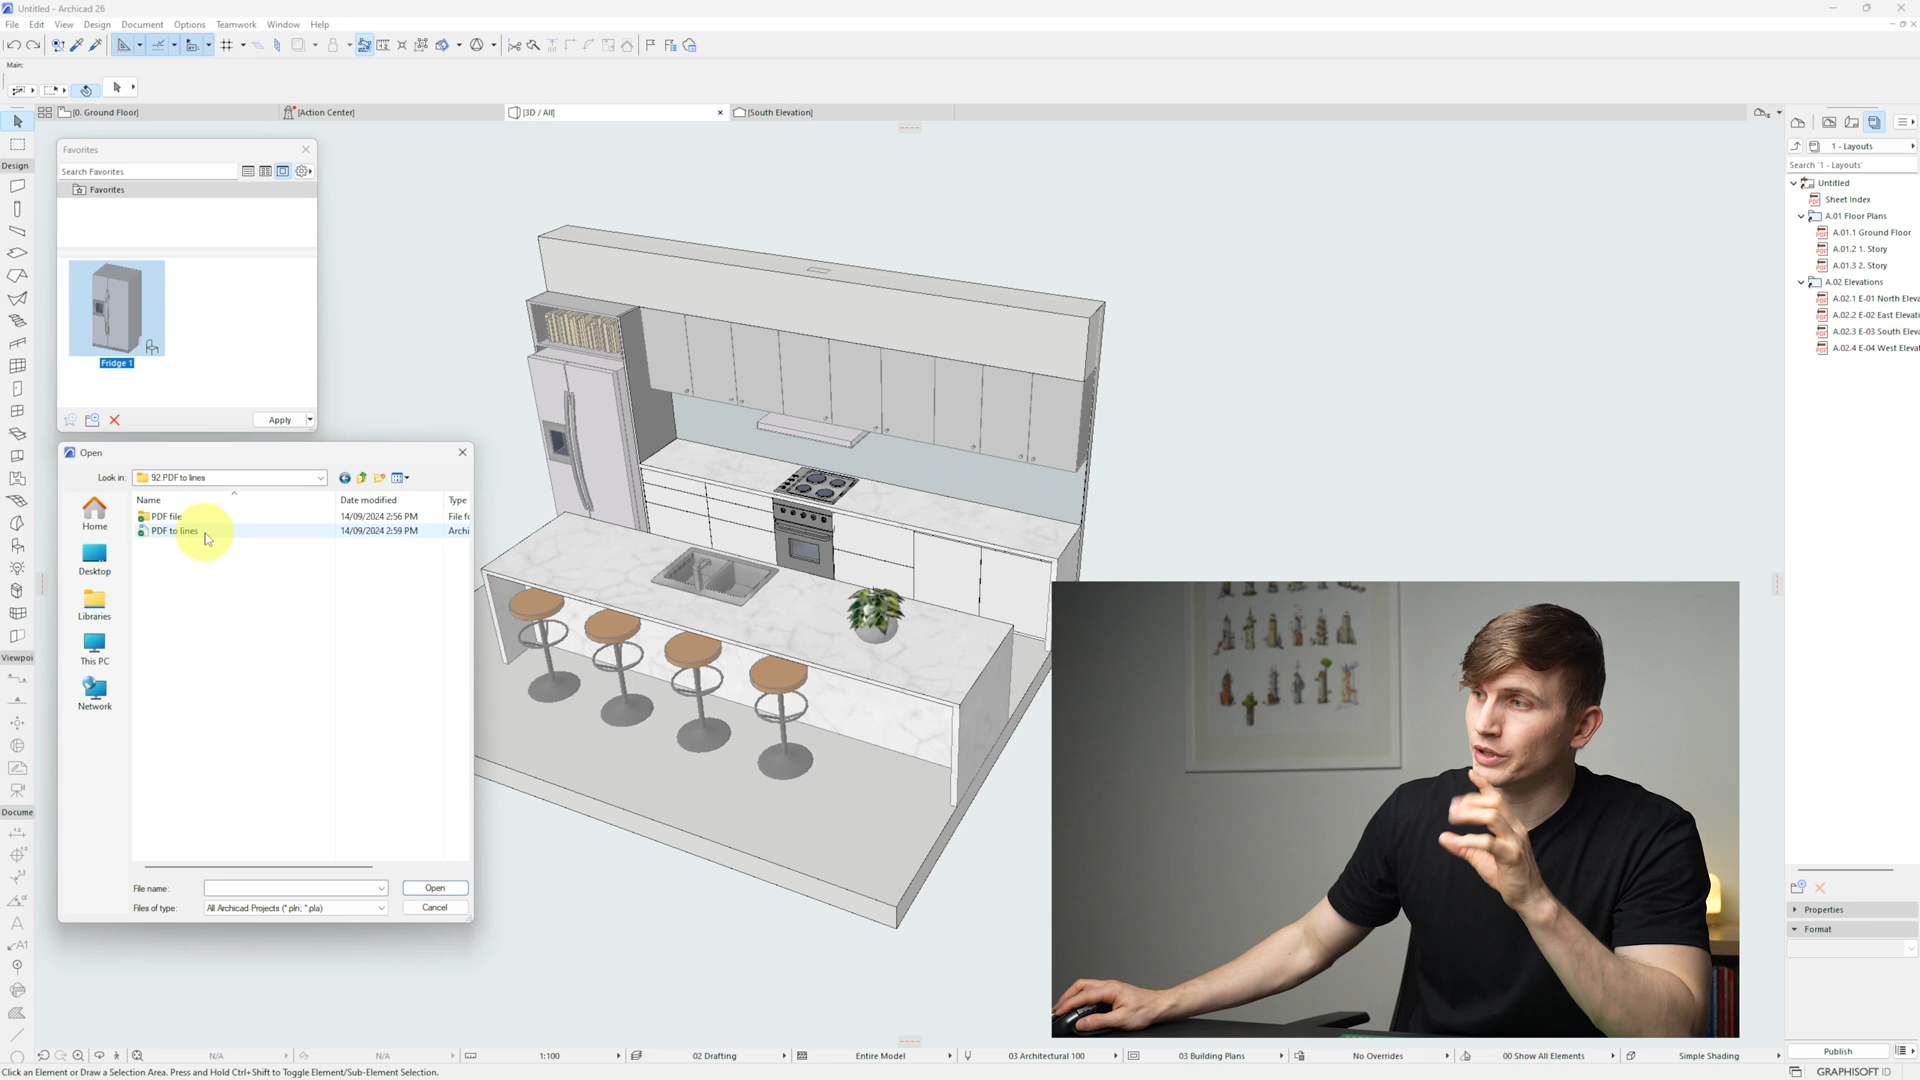 Untitled - Archicad 26
File Edit View Design Document Options Teamwork Window Help
Main:
[0. Ground Floor]
[Action Center]
[3D / All]
[South Elevation]
Favorites
Search Favorites
Favorites
Fridge 1
Apply
Open
Look in:
92.PDF to lines
Name
Date modified
Type
PDF file
14/09/2024 2:56 PM
File fo
PDF to lines
14/09/2024 2:59 PM
Archi
Home
Desktop
Libraries
This PC
Network
File name:
Open
Files of type:
All Archicad Projects (*.pln; *.pla)
Cancel
Design
Viewpoi
Docume
1 - Layouts
Search '1 - Layouts'
Untitled
Sheet Index
A.01 Floor Plans
A.01.1 Ground Floor
A.01.2 1. Story
A.01.3 2. Story
A.02 Elevations
A.02.1 E-01 North Eleva
A.02.2 E-02 East Elevati
A.02.3 E-03 South Eleva
A.02.4 E-04 West Elevat
Properties
Format
Publish
N/A
N/A
1:100
02 Drafting
Entire Model
03 Architectural 100
03 Building Plans
No Overrides
00 Show All Elements
Simple Shading
Click an Element or Draw a Selection Area. Press and Hold Ctrl+Shift to Toggle Element/Sub-Element Selection.
GRAPHISOFT ID